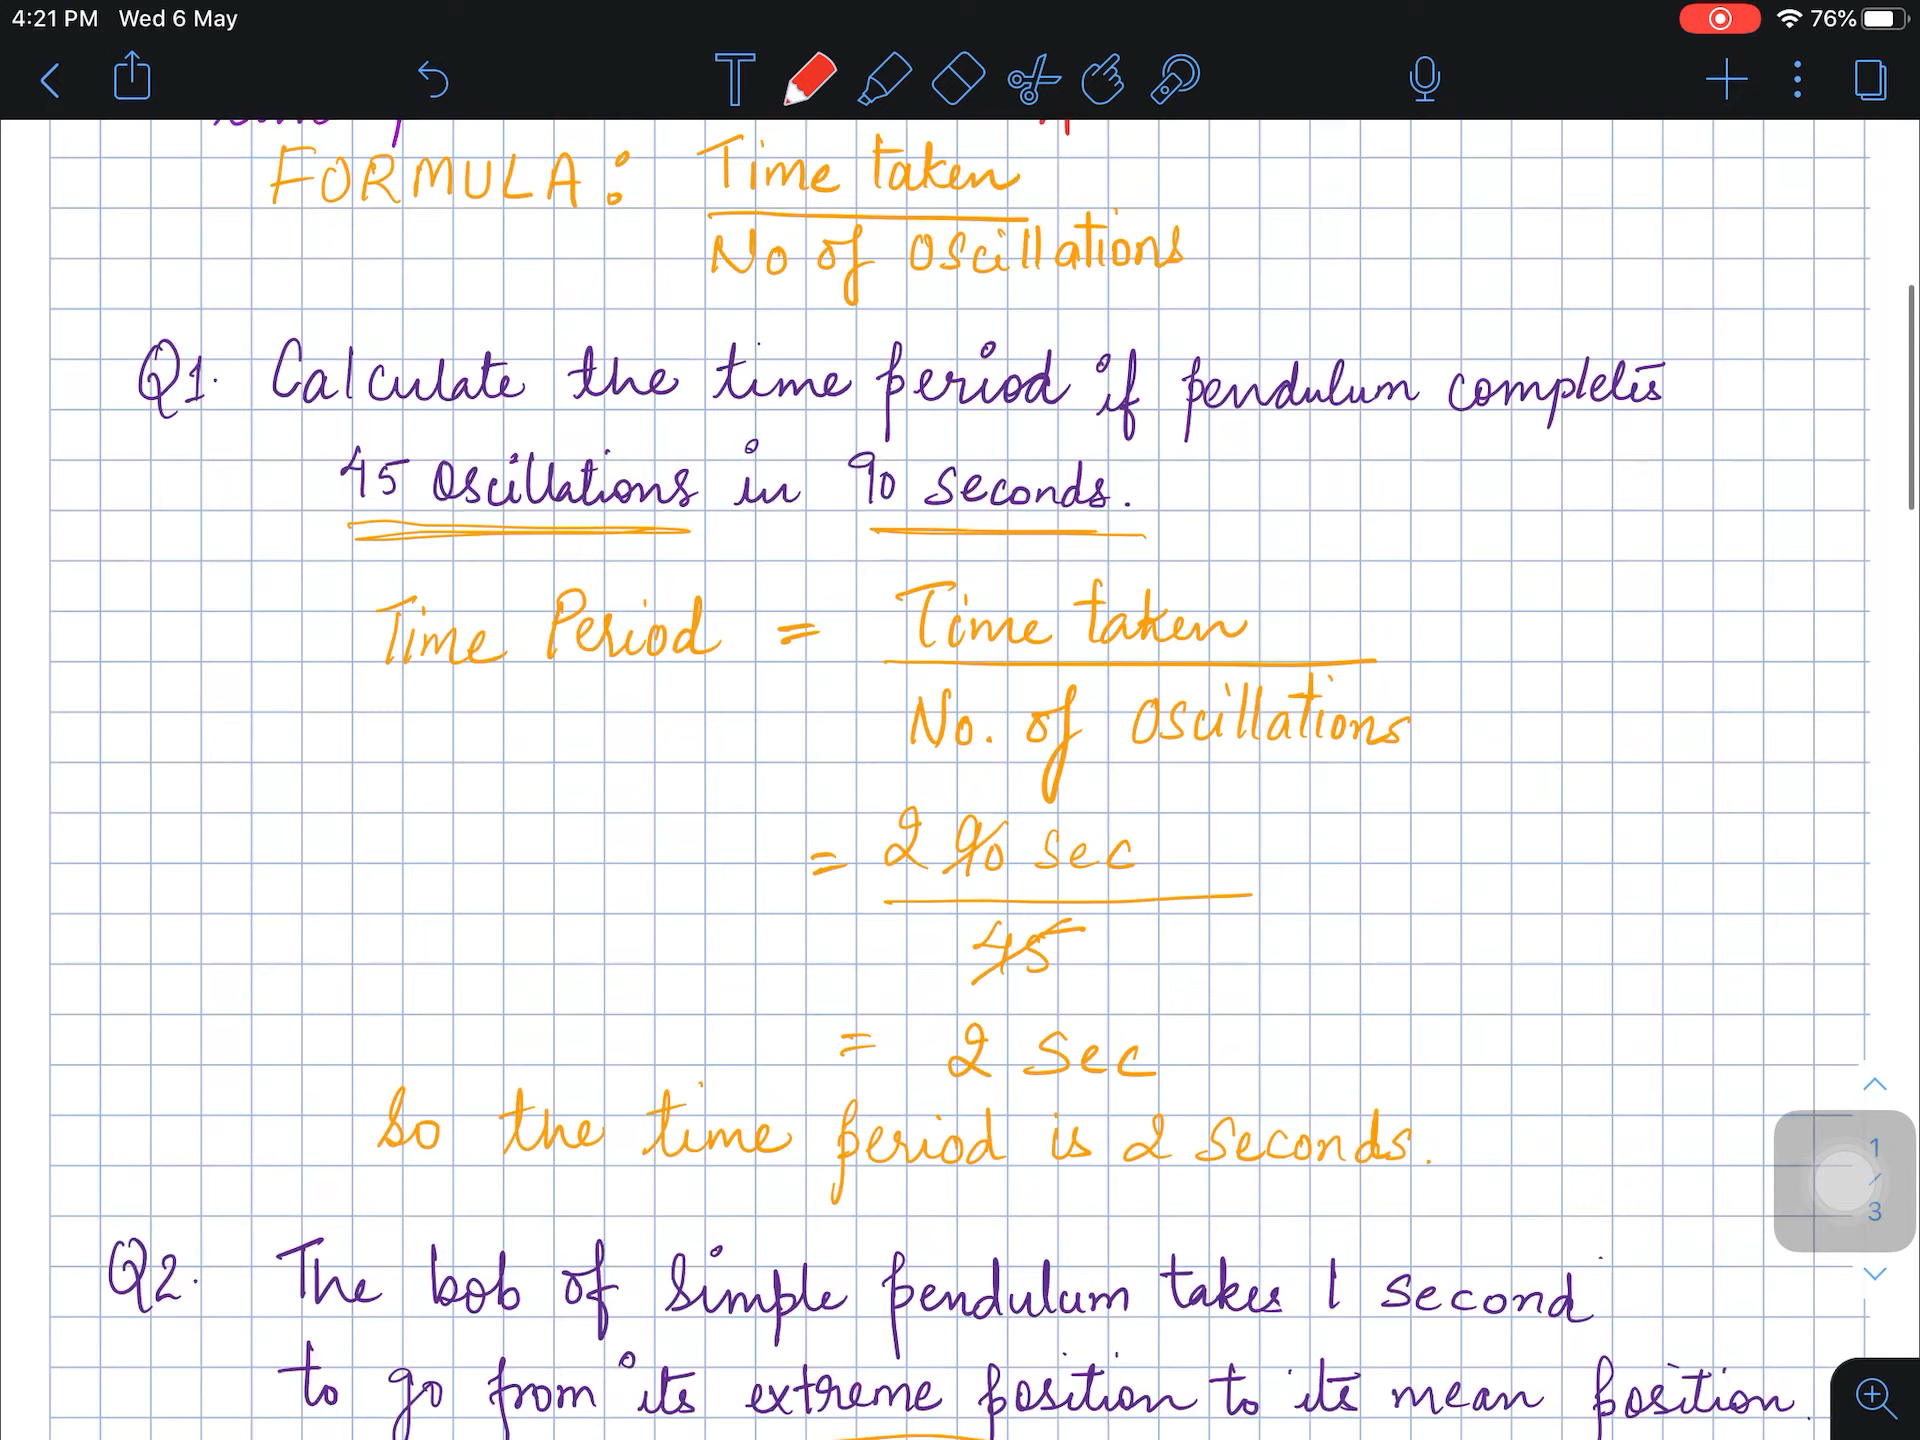 4:21 PM Wed 6 May
76%
FORMULA: Time taken
No of oscillations
Q1. Calculate the time period if pendulum completes
45 oscillations in 90 seconds.
Time Period = Time taken
No. of oscillations
= 2 90 sec
45
= 2 sec
So the time period is 2 seconds.
1
/
3
Q2. The bob of simple pendulum takes 1 second
to go from its extreme position to its mean position.